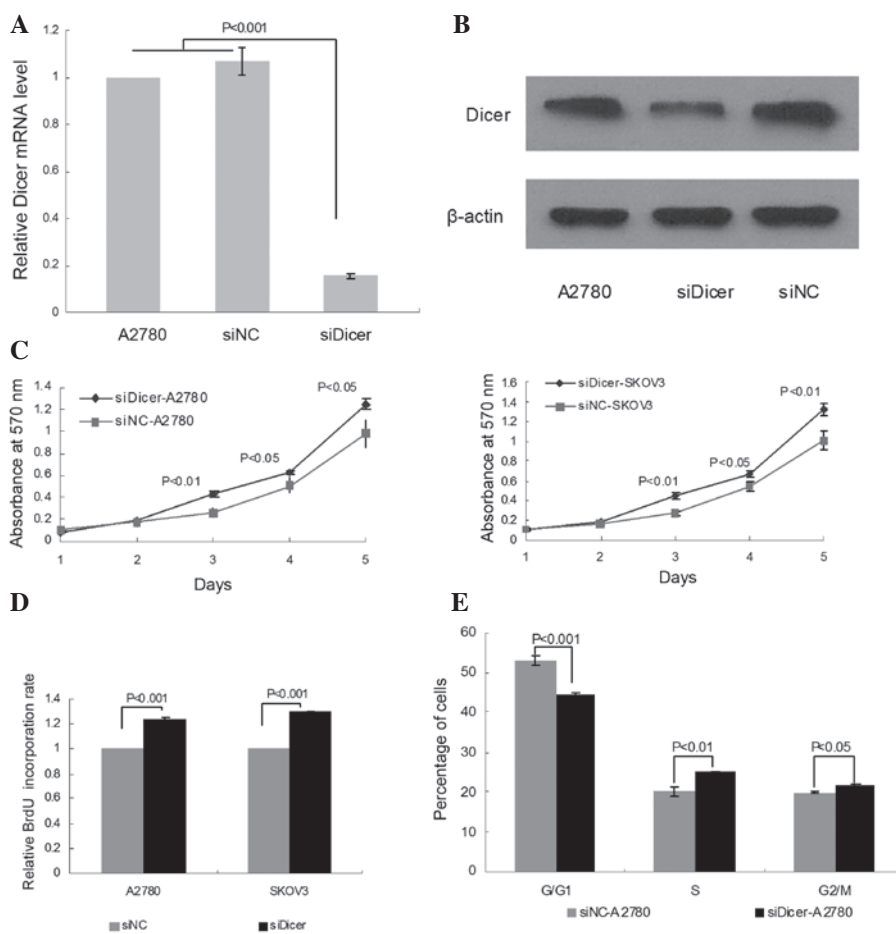 A
P<0.001
Relative Dicer mRNA level
1.2
1
0.8
0.6
0.4
0.2
0
A2780
siNC
siDicer
B
Dicer
β-actin
A2780
siDicer
siNC
C
siDicer-A2780
siNC-A2780
P<0.01
P<0.05
P<0.05
Absorbance at 570 nm
1.4
1.2
1
0.8
0.6
0.4
0.2
0
1
2
3
4
5
Days
siDicer-SKOV3
siNC-SKOV3
P<0.01
P<0.05
P<0.01
Absorbance at 570 nm
1.6
1.4
1.2
1
0.8
0.6
0.4
0.2
0
1
2
3
4
5
Days
D
P<0.001
P<0.001
Relative BrdU incorporation rate
1.4
1.2
1
0.8
0.6
0.4
0.2
0
A2780
SKOV3
siNC
siDicer
E
P<0.001
P<0.01
P<0.05
Percentage of cells
60
50
40
30
20
10
0
G/G1
S
G2/M
siNC-A2780
siDicer-A2780